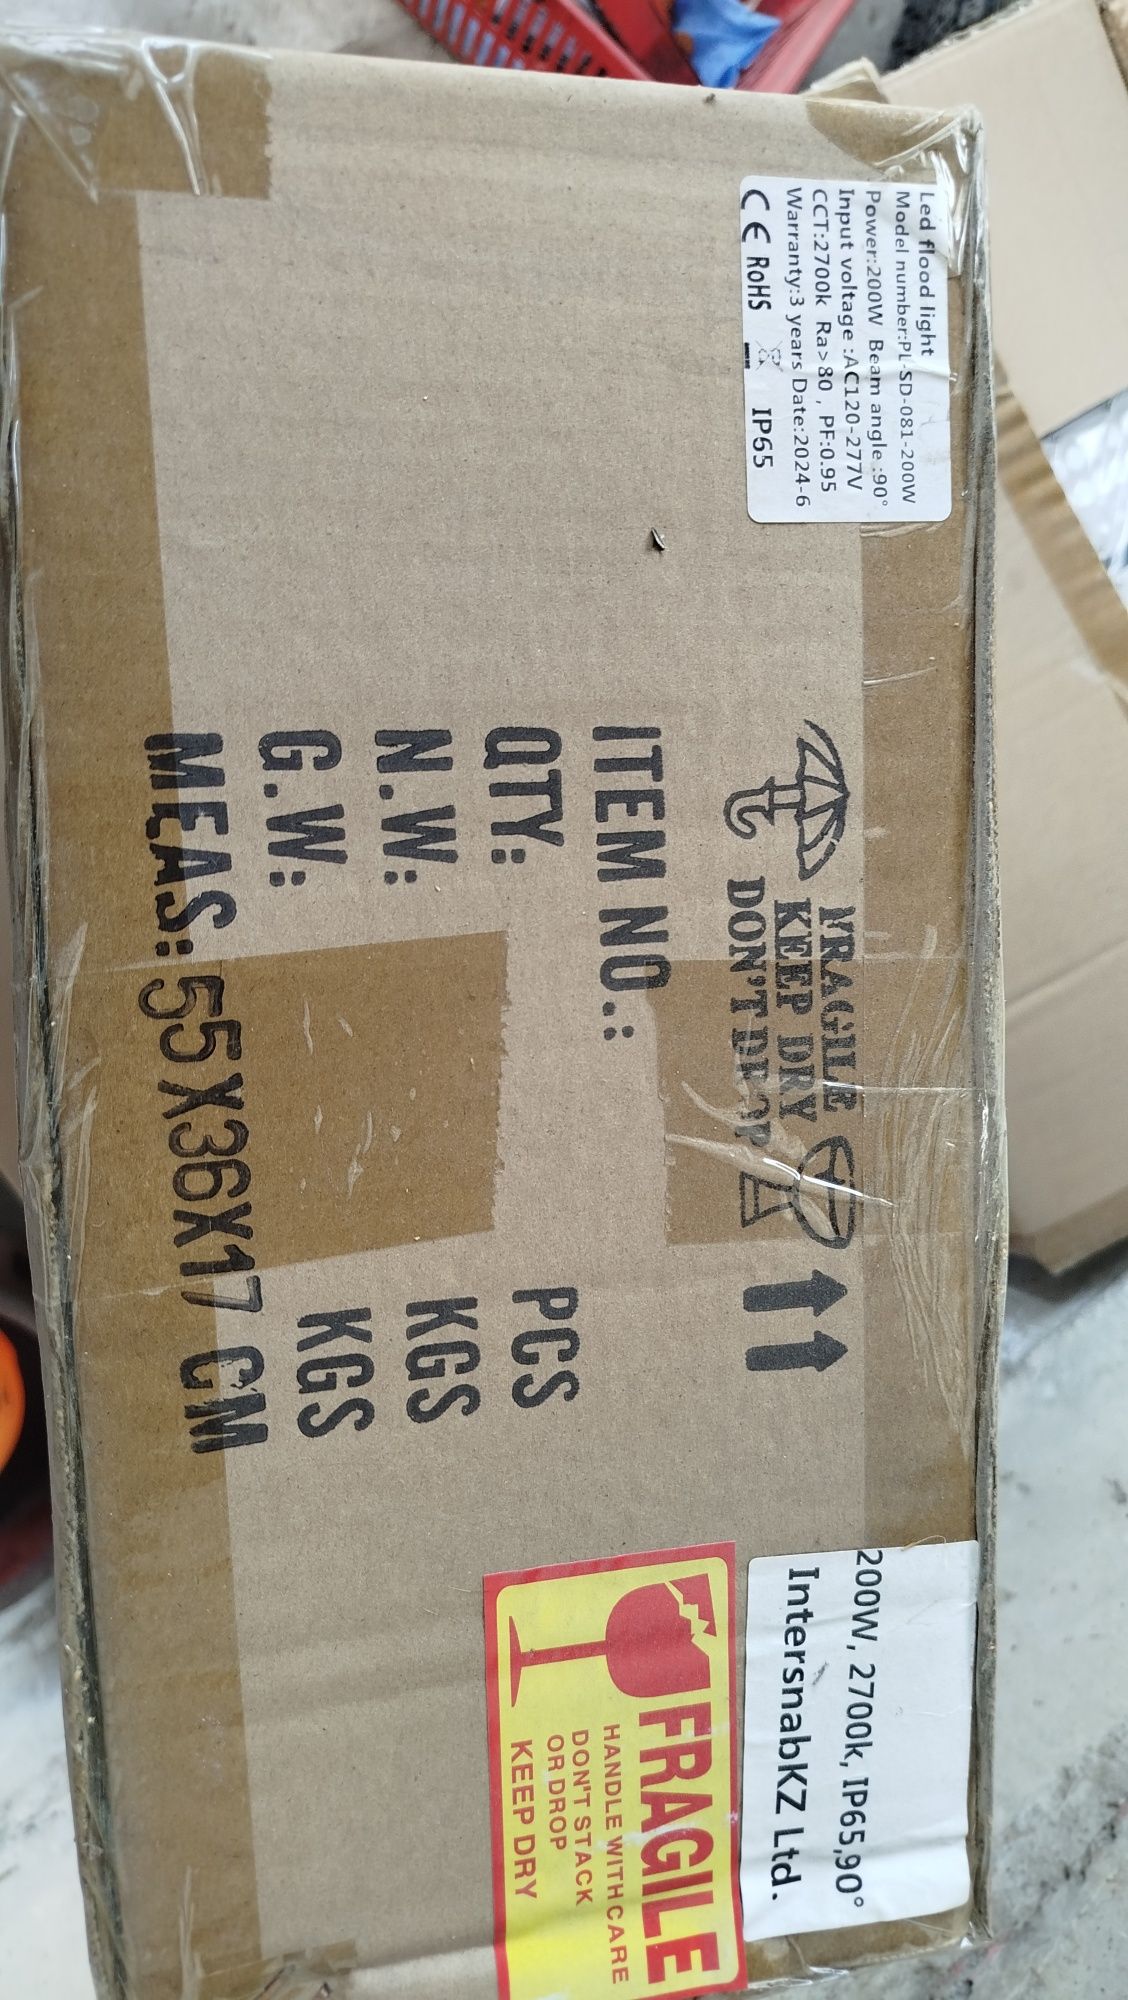 Led flood light
Model number:PL-SD-081-200W
Power:200W Beam angle :90°
Input voltage :AC120-277V
CCT:2700k Ra>80 , PF:0.95
Warranty:3 years Date:2024-6
CE RoHS IP65
FRAGILE
KEEP DRY
DON'T DROP
ITEM NO.:
QTY: PCS
N.W: KGS
G.W: KGS
MEAS:55X36X17 CM
200W, 2700k, IP65,90°
IntersnabKZ Ltd.
FRAGILE
HANDLE WITH CARE
DON'T STACK
OR DROP
KEEP DRY